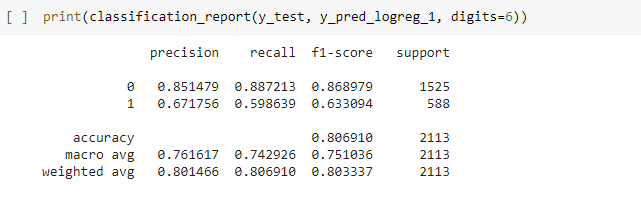 [ ] print(classification_report(y_test, y_pred_logreg_1, digits=6))
precision recall f1-score support
0 0.851479 0.887213 0.868979 1525
1 0.671756 0.598639 0.633094 588
accuracy 0.806910 2113
macro avg 0.761617 0.742926 0.751036 2113
weighted avg 0.801466 0.806910 0.803337 2113